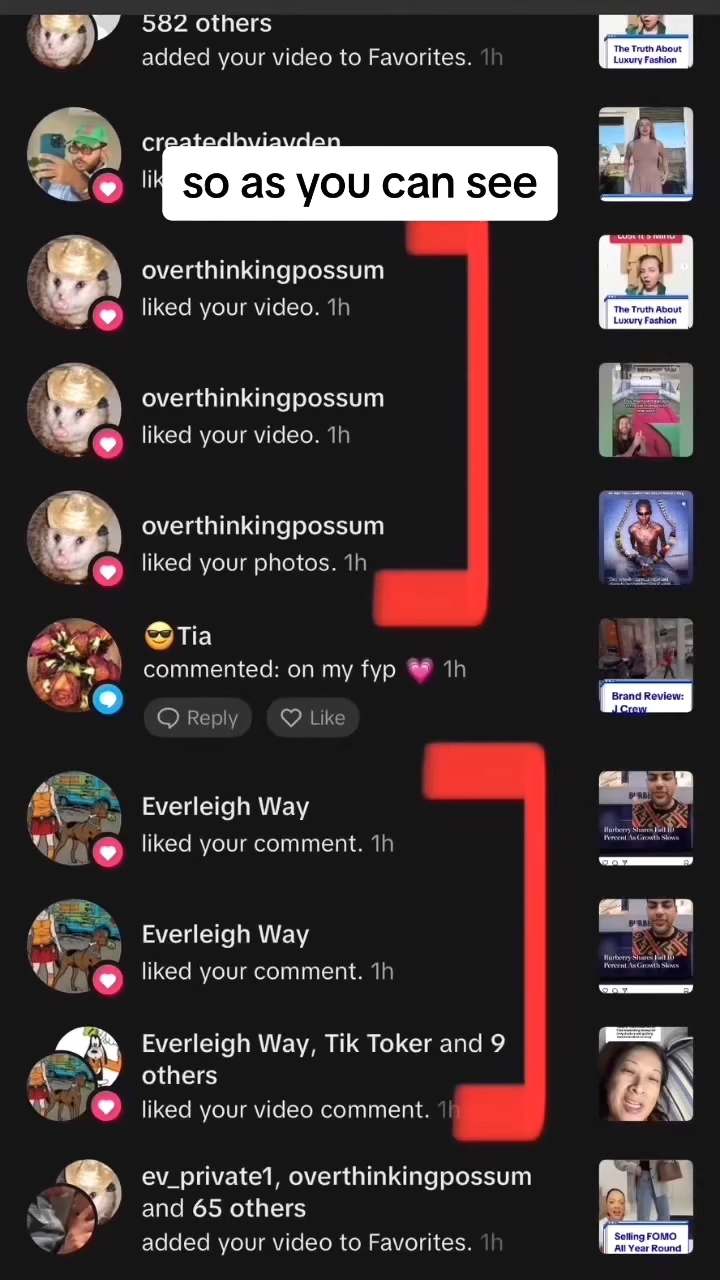 582 others
added your video to Favorites. 1h
The Truth About
Luxury Fashion
createdbyjayden
so as you can see
overthinkingpossum
liked your video. 1h
Lost It's Mind
The Truth About
Luxury Fashion
overthinkingpossum
liked your video. 1h
overthinkingpossum
liked your photos. 1h
😎Tia
commented: on my fyp 💗 1h
Reply
Like
Brand Review:
J Crew
Everleigh Way
liked your comment. 1h
Burberry Shares Fall 10
Percent As Growth Slows
Everleigh Way
liked your comment. 1h
Burberry Shares Fall 10
Percent As Growth Slows
Everleigh Way, Tik Toker and 9
others
liked your video comment. 1h
ev_private1, overthinkingpossum
and 65 others
added your video to Favorites. 1h
Selling FOMO
All Year Round